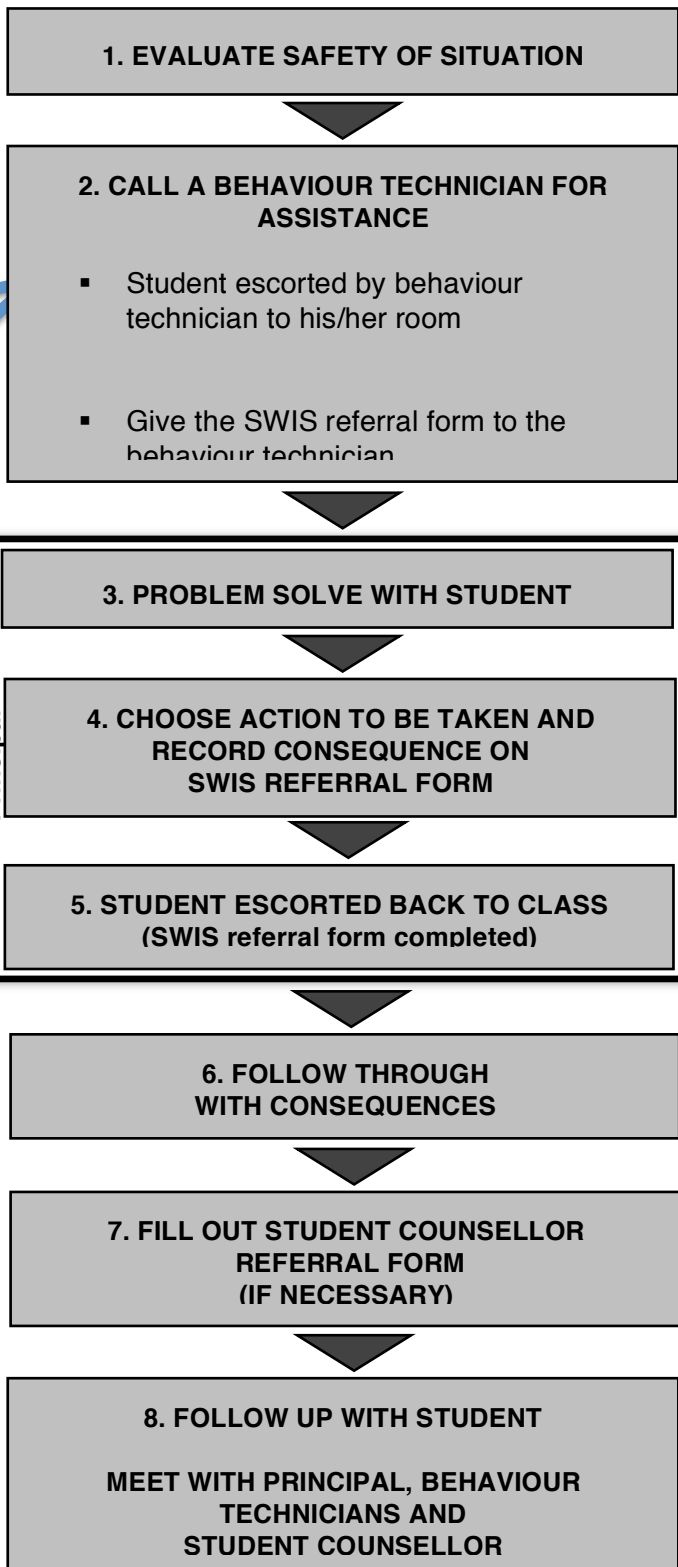 1. EVALUATE SAFETY OF SITUATION
2. CALL A BEHAVIOUR TECHNICIAN FOR
ASSISTANCE
▪ Student escorted by behaviour
technician to his/her room
▪ Give the SWIS referral form to the
behaviour technician
3. PROBLEM SOLVE WITH STUDENT
4. CHOOSE ACTION TO BE TAKEN AND
RECORD CONSEQUENCE ON
SWIS REFERRAL FORM
5. STUDENT ESCORTED BACK TO CLASS
(SWIS referral form completed)
6. FOLLOW THROUGH
WITH CONSEQUENCES
7. FILL OUT STUDENT COUNSELLOR
REFERRAL FORM
(IF NECESSARY)
8. FOLLOW UP WITH STUDENT
MEET WITH PRINCIPAL, BEHAVIOUR
TECHNICIANS AND
STUDENT COUNSELLOR